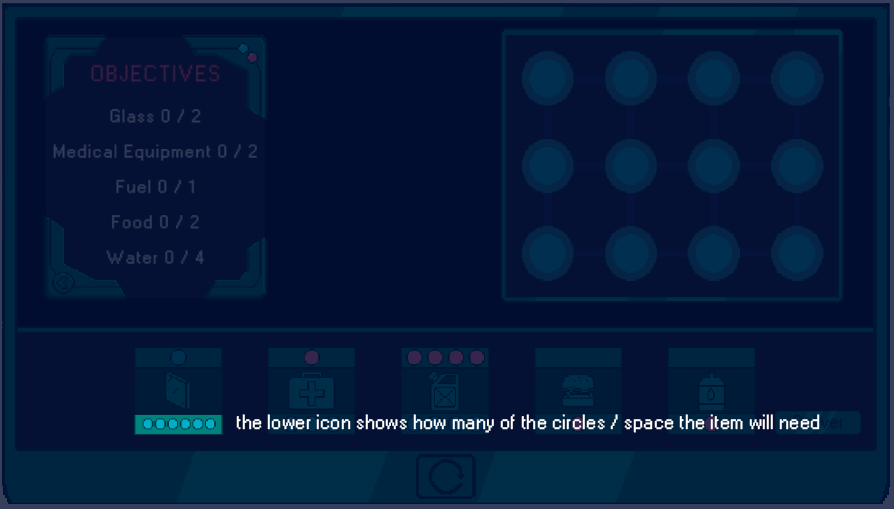 OBJECTIVES
Glass 0 / 2
Medical Equipment 0 / 2
Fuel 0 / 1
Food 0 / 2
Water 0 / 4
the lower icon shows how many of the circles / space the item will need